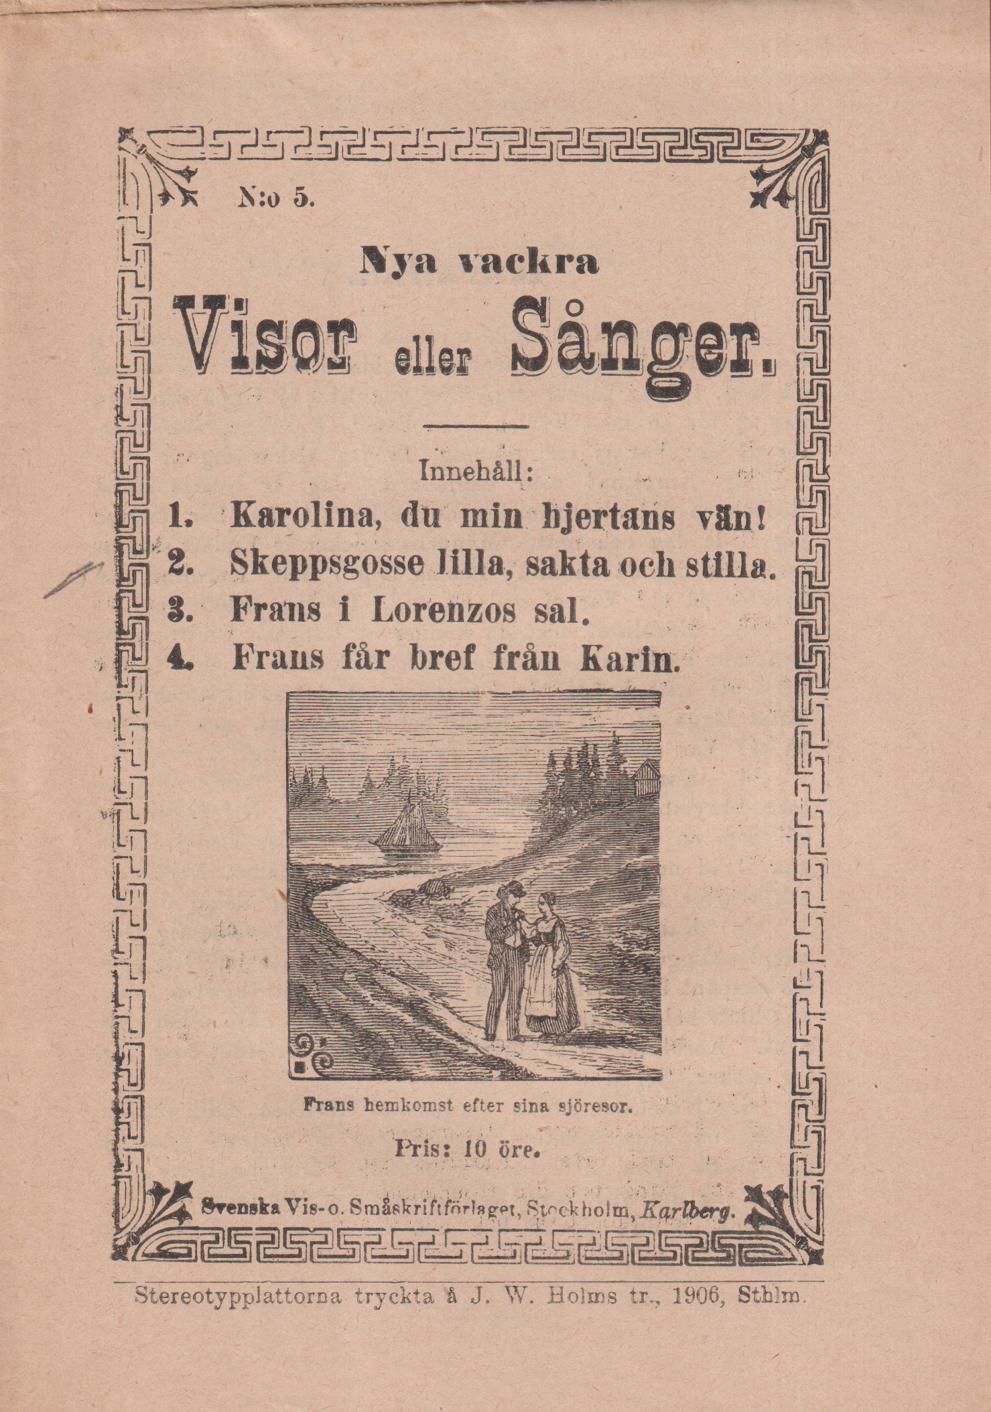 N:o 5.
Nya vackra
Visor eller Sånger.
Innehåll:
1. Karolina, du min hjertans vän!
2. Skeppsgosse lilla, sakta och stilla.
3. Frans i Lorenzos sal.
4. Frans får bref från Karin.
Frans hemkomst efter sina sjöresor.
Pris: 10 öre.
Svenska Vis- o. Småskriftförlaget, Stockholm, Karlberg.
Stereotypplattorna tryckta å J. W. Holms tr., 1906, Sthlm.